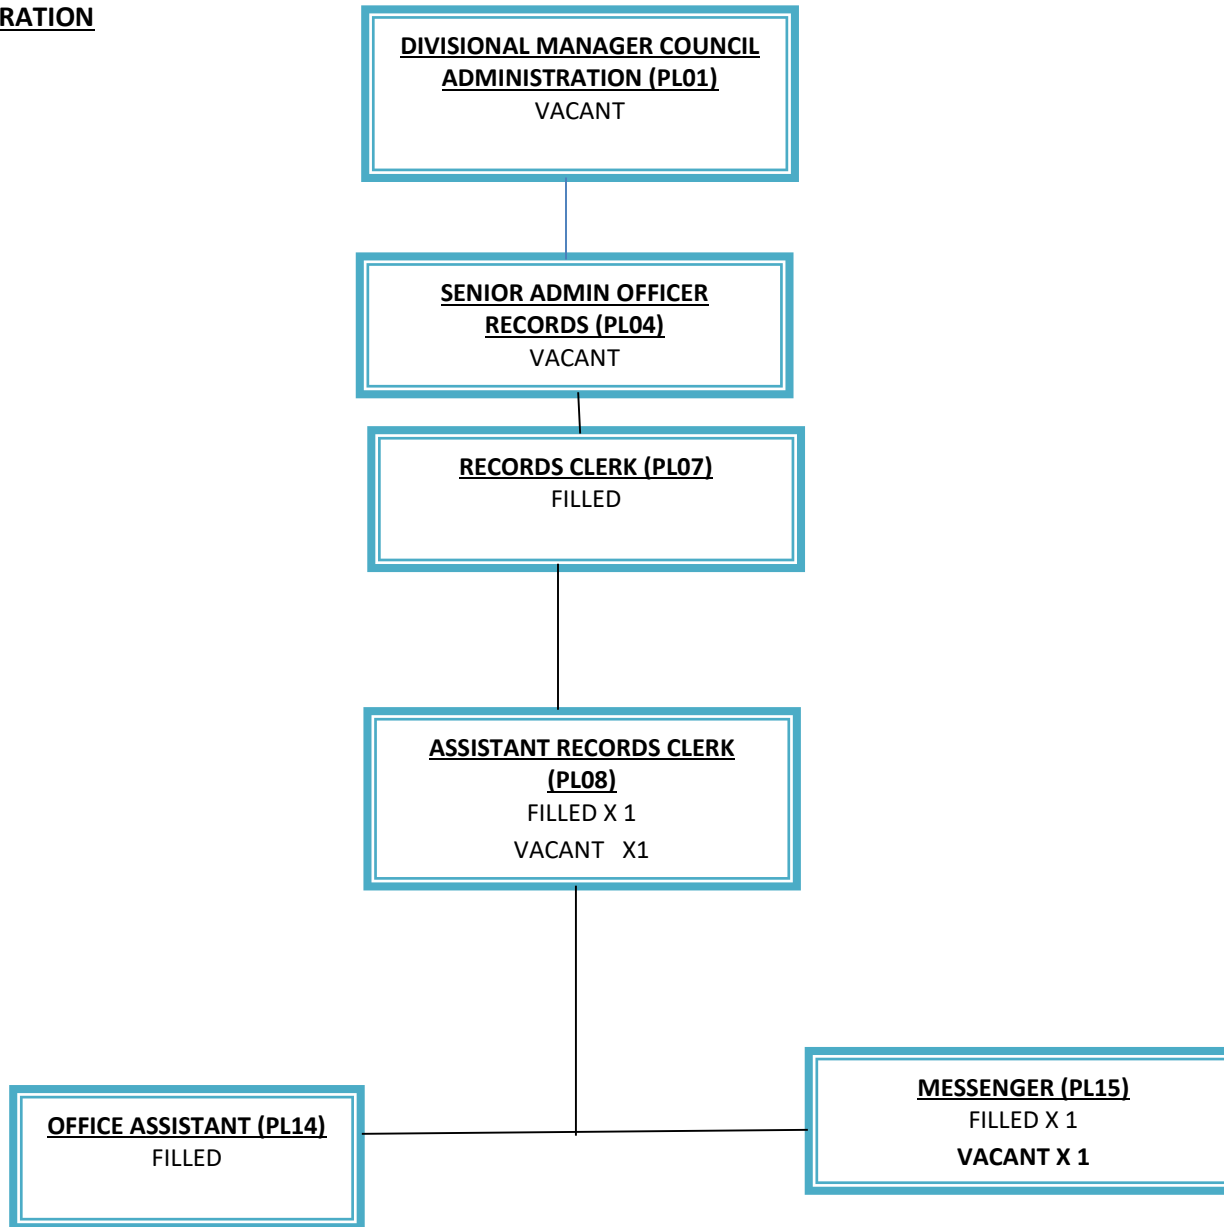 RATION
DIVISIONAL MANAGER COUNCIL
ADMINISTRATION (PL01)
VACANT
SENIOR ADMIN OFFICER
RECORDS (PL04)
VACANT
RECORDS CLERK (PL07)
FILLED
ASSISTANT RECORDS CLERK
(PL08)
FILLED X 1
VACANT X1
OFFICE ASSISTANT (PL14)
FILLED
MESSENGER (PL15)
FILLED X 1
VACANT X 1